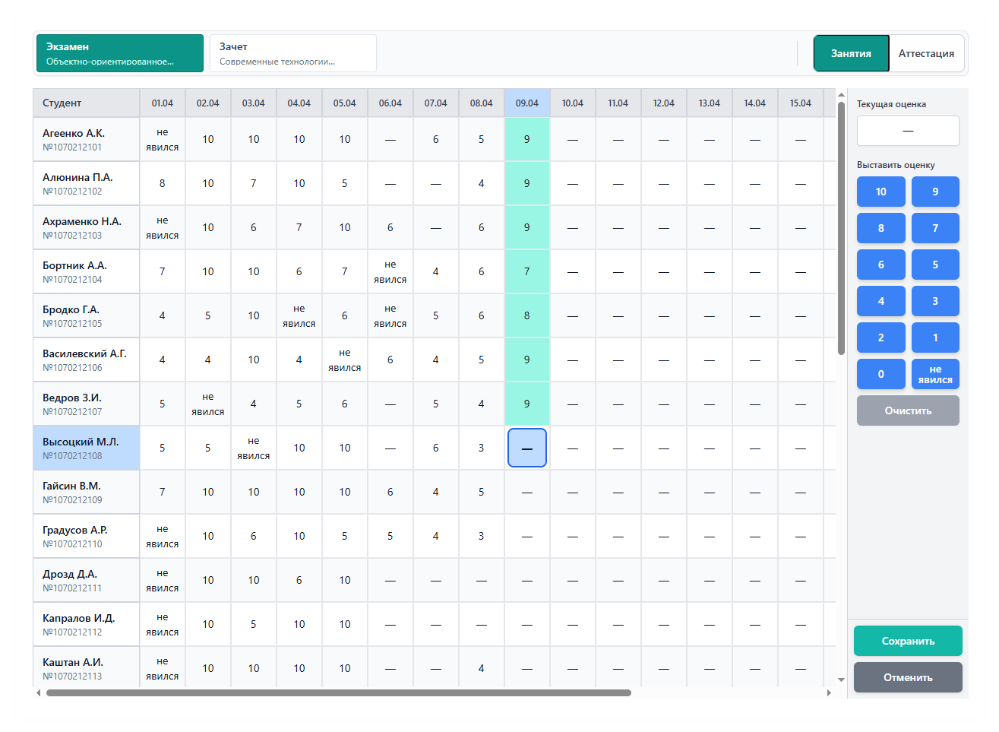 Экзамен
Объектно-ориентированное...
Зачет
Современные технологии...
Занятия
Аттестация
Студент 01.04 02.04 03.04 04.04 05.04 06.04 07.04 08.04 09.04 10.04 11.04 12.04 13.04 14.04 15.04
Агеенко А.К. №1070212101 не явился 10 10 10 10 — 6 5 9 — — — — — —
Алюнина П.А. №1070212102 8 10 7 10 5 — — 4 9 — — — — — —
Ахраменко Н.А. №1070212103 не явился 10 6 7 10 6 — 6 9 — — — — — —
Бортник А.А. №1070212104 7 10 10 6 7 не явился 4 6 7 — — — — — —
Бродко Г.А. №1070212105 4 5 10 не явился 6 не явился 5 6 8 — — — — — —
Василевский А.Г. №1070212106 4 4 10 4 не явился 6 4 5 9 — — — — — —
Ведров З.И. №1070212107 5 не явился 4 5 6 — 5 4 9 — — — — — —
Высоцкий М.Л. №1070212108 5 5 не явился 10 10 — 6 3 — — — — — — —
Гайсин В.М. №1070212109 7 10 10 10 10 6 4 5 — — — — — — —
Градусов А.Р. №1070212110 не явился 10 6 10 5 5 4 3 — — — — — — —
Дрозд Д.А. №1070212111 не явился 10 10 6 10 — — — — — — — — — —
Капралов И.Д. №1070212112 не явился 10 5 10 10 — — — — — — — — — —
Каштан А.И. №1070212113 не явился 10 10 10 10 — — 4 — — — — — — —
Текущая оценка
—
Выставить оценку
10 9
8 7
6 5
4 3
2 1
0 не явился
Очистить
Сохранить
Отменить